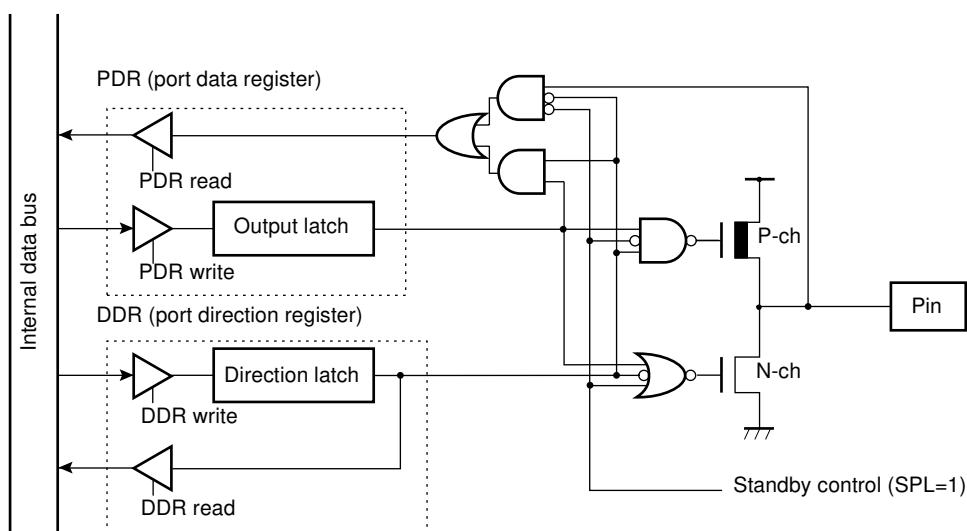 PDR (port data register)
PDR read
Output latch
PDR write
P-ch
Pin
Internal data bus
DDR (port direction register)
Direction latch
N-ch
DDR write
DDR read
Standby control (SPL=1)